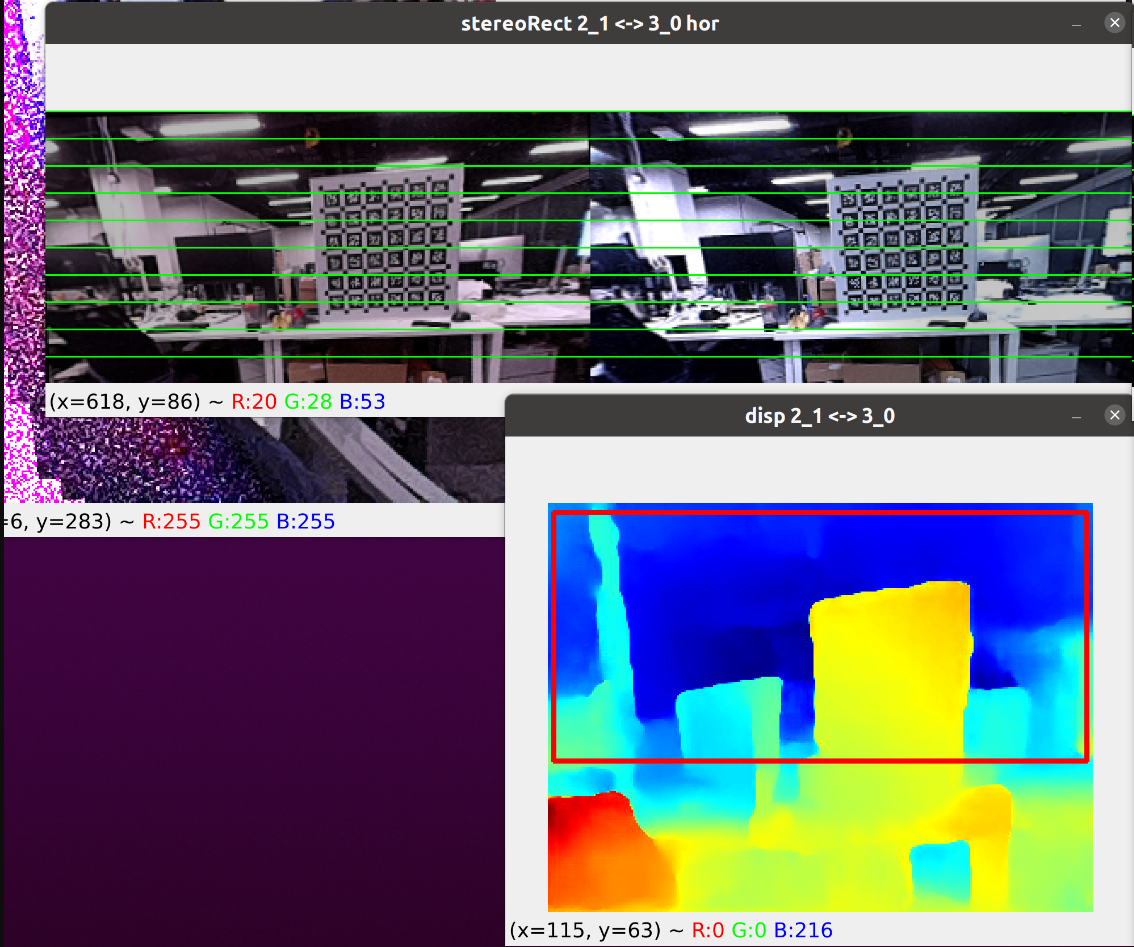 stereoRect 2_1 <-> 3_0 hor
(x=618, y=86) ~ R:20 G:28 B:53
disp 2_1 <-> 3_0
=6, y=283) ~ R:255 G:255 B:255
(x=115, y=63) ~ R:0 G:0 B:216